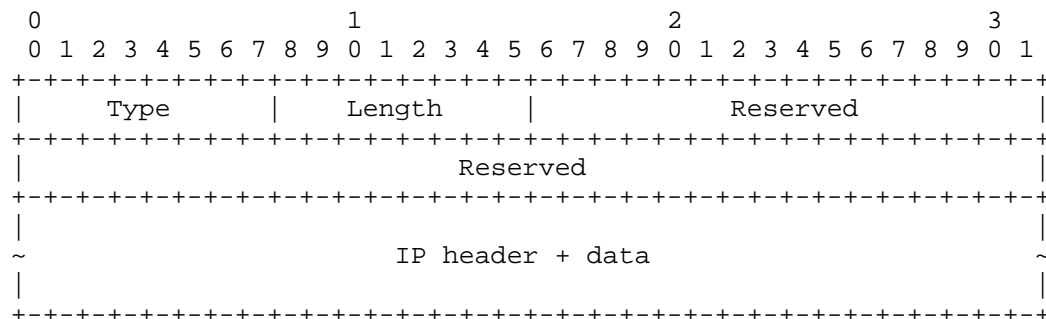 0                   1                   2                   3
0 1 2 3 4 5 6 7 8 9 0 1 2 3 4 5 6 7 8 9 0 1 2 3 4 5 6 7 8 9 0 1
+-+-+-+-+-+-+-+-+-+-+-+-+-+-+-+-+-+-+-+-+-+-+-+-+-+-+-+-+-+-+-+-+
|     Type      |    Length     |            Reserved           |
+-+-+-+-+-+-+-+-+-+-+-+-+-+-+-+-+-+-+-+-+-+-+-+-+-+-+-+-+-+-+-+-+
|                           Reserved                            |
+-+-+-+-+-+-+-+-+-+-+-+-+-+-+-+-+-+-+-+-+-+-+-+-+-+-+-+-+-+-+-+-+
|                                                               |
~                       IP header + data                        ~
|                                                               |
+-+-+-+-+-+-+-+-+-+-+-+-+-+-+-+-+-+-+-+-+-+-+-+-+-+-+-+-+-+-+-+-+